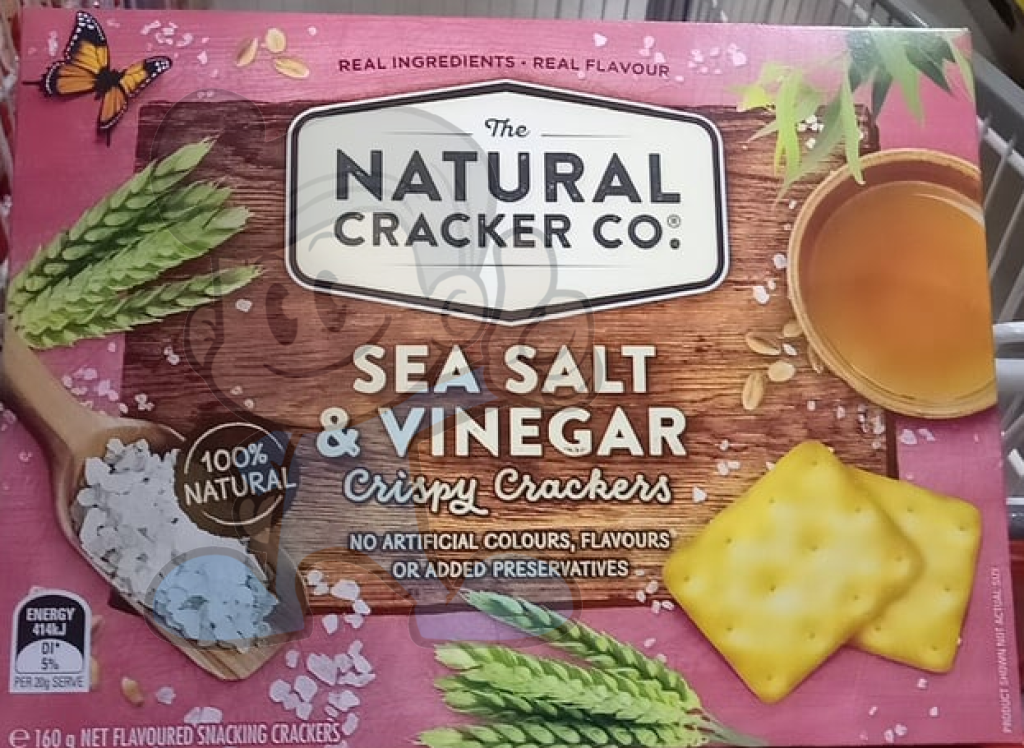 REAL INGREDIENTS • REAL FLAVOUR
The
NATURAL
CRACKER CO.®
SEA SALT
& VINEGAR
Crispy Crackers
100%
NATURAL
NO ARTIFICIAL COLOURS, FLAVOURS
OR ADDED PRESERVATIVES
ENERGY
414kJ
DI*
5%
PER 20g SERVE
PRODUCT SHOWN NOT ACTUAL SIZE
e 160 g NET FLAVOURED SNACKING CRACKERS